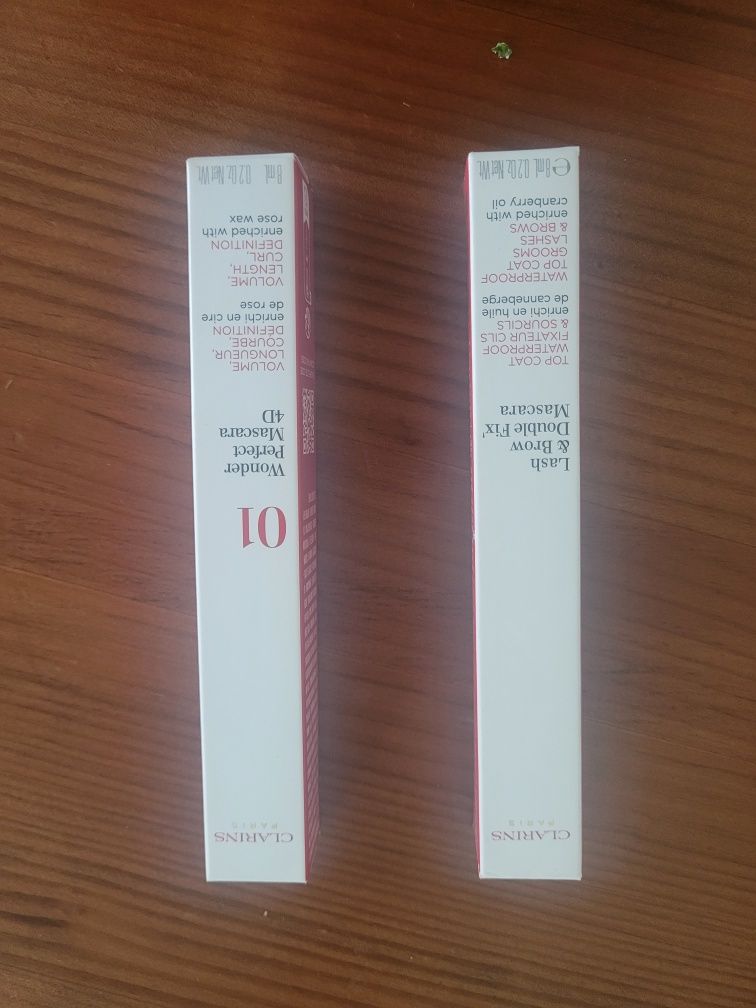 CLARINS
PARIS
Lash
& Brow
Double Fix'
Mascara
TOP COAT
WATERPROOF
FIXATEUR CILS
& SOURCILS
enrichi en huile
de canneberge
WATERPROOF
TOP COAT
GROOMS
LASHES
& BROWS
enriched with
cranberry oil
℮ 8 mL 0.2 Oz. Net Wt.
CLARINS
PARIS
01
Wonder
Perfect
Mascara
4D
VOLUME,
LONGUEUR,
COURBE,
DÉFINITION
enrichi en cire
de rose
VOLUME,
LENGTH,
CURL,
DEFINITION
enriched with
rose wax
8 mL 0.2 Oz. Net Wt.